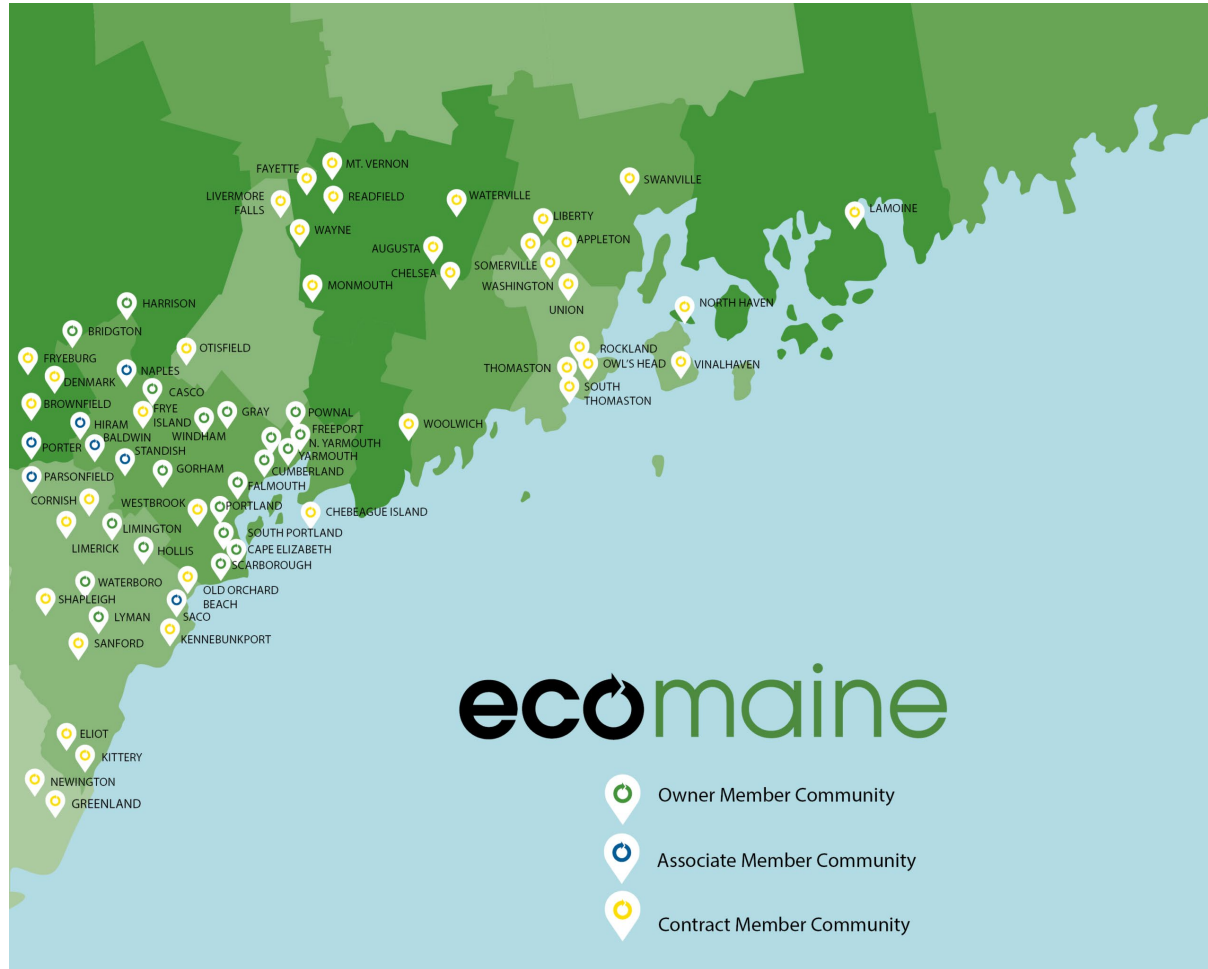 MT. VERNON
FAYETTE
SWANVILLE
LIVERMORE
FALLS
READFIELD
WATERVILLE
LAMOINE
LIBERTY
WAYNE
APPLETON
AUGUSTA
SOMERVILLE
CHELSEA
WASHINGTON
MONMOUTH
UNION
HARRISON
NORTH HAVEN
BRIDGTON
OTISFIELD
ROCKLAND
FRYEBURG
OWL'S HEAD
VINALHAVEN
THOMASTON
NAPLES
DENMARK
SOUTH
THOMASTON
CASCO
BROWNFIELD
FRYE
ISLAND
GRAY
POWNAL
HIRAM
WINDHAM
FREEPORT
WOOLWICH
BALDWIN
N. YARMOUTH
PORTER
STANDISH
YARMOUTH
CUMBERLAND
GORHAM
PARSONFIELD
FALMOUTH
CORNISH
WESTBROOK
PORTLAND
CHEBEAGUE ISLAND
LIMINGTON
SOUTH PORTLAND
LIMERICK
HOLLIS
CAPE ELIZABETH
SCARBOROUGH
WATERBORO
OLD ORCHARD
BEACH
SHAPLEIGH
LYMAN
SACO
SANFORD
KENNEBUNKPORT
ecomaine
ELIOT
KITTERY
NEWINGTON
GREENLAND
Owner Member Community
Associate Member Community
Contract Member Community